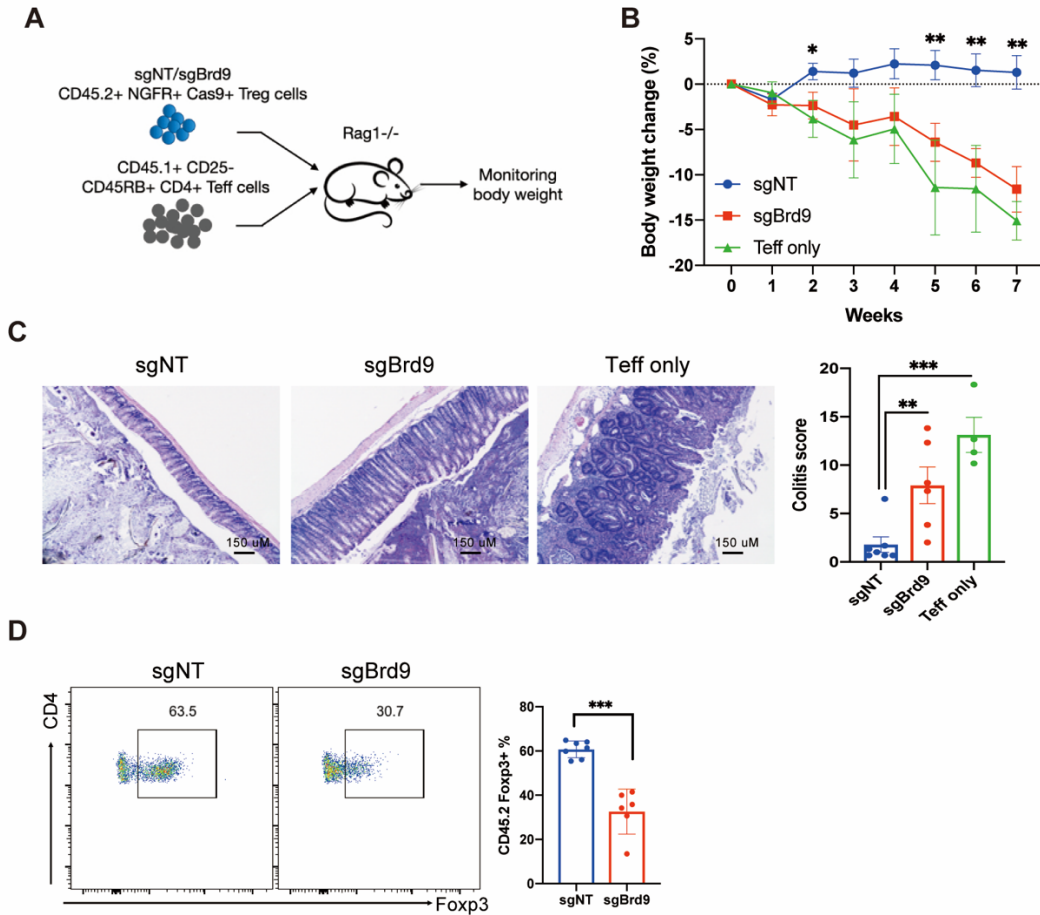 A
sgNT/sgBrd9
CD45.2+ NGFR+ Cas9+ Treg cells
CD45.1+ CD25-
CD45RB+ CD4+ Teff cells
Rag1-/-
Monitoring
body weight
B
Body weight change (%)
5
0
-5
-10
-15
-20
*
**
**
**
sgNT
sgBrd9
Teff only
0 1 2 3 4 5 6 7
Weeks
C
sgNT
sgBrd9
Teff only
150 uM
150 uM
150 uM
Colitis score
20
15
10
5
0
***
**
sgNT
sgBrd9
Teff only
D
sgNT
sgBrd9
CD4
63.5
30.7
Foxp3
CD45.2 Foxp3+ %
80
60
40
20
0
***
sgNT sgBrd9